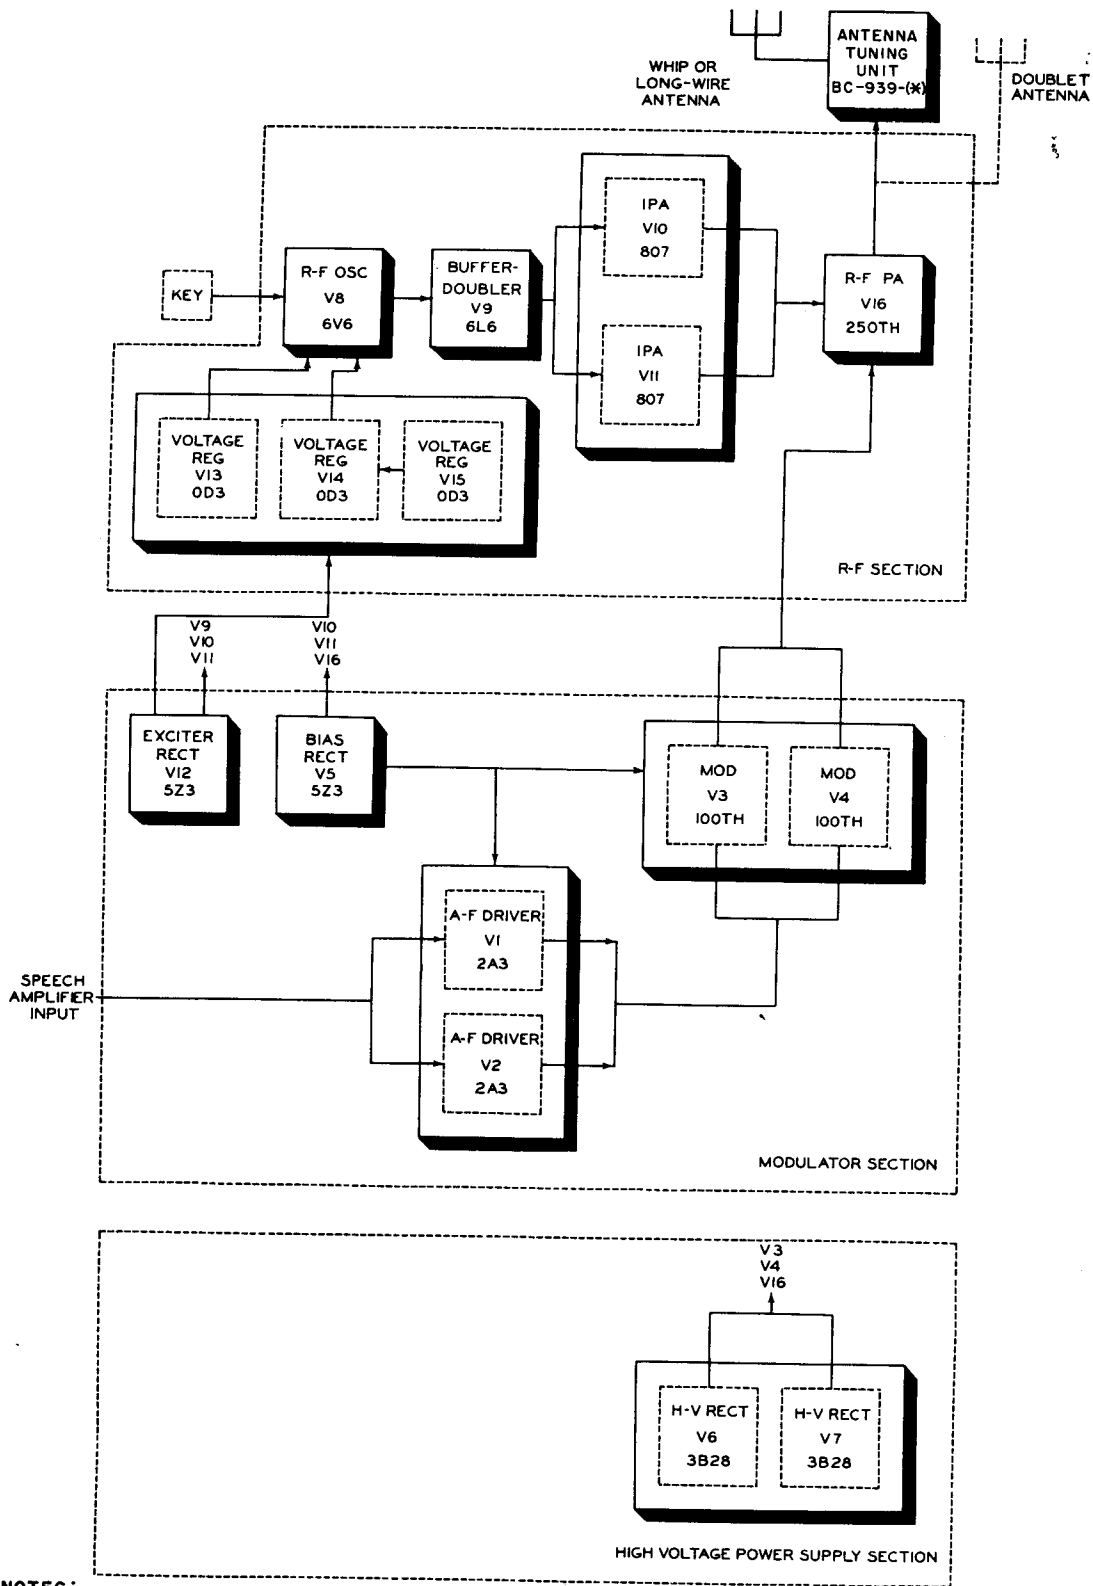 ANTENNA
TUNING
UNIT
BC-939-(*)
WHIP OR
LONG-WIRE
ANTENNA
DOUBLET
ANTENNA
KEY
R-F OSC
V8
6V6
BUFFER-
DOUBLER
V9
6L6
IPA
V10
807
IPA
V11
807
R-F PA
V16
250TH
VOLTAGE
REG
V13
OD3
VOLTAGE
REG
V14
OD3
VOLTAGE
REG
V15
OD3
R-F SECTION
V9
V10
V11
V10
V11
V16
EXCITER
RECT
V12
5Z3
BIAS
RECT
V5
5Z3
MOD
V3
100TH
MOD
V4
100TH
A-F DRIVER
V1
2A3
SPEECH
AMPLIFIER
INPUT
A-F DRIVER
V2
2A3
MODULATOR SECTION
V3
V4
V16
H-V RECT
V6
3B28
H-V RECT
V7
3B28
HIGH VOLTAGE POWER SUPPLY SECTION
NOTES: